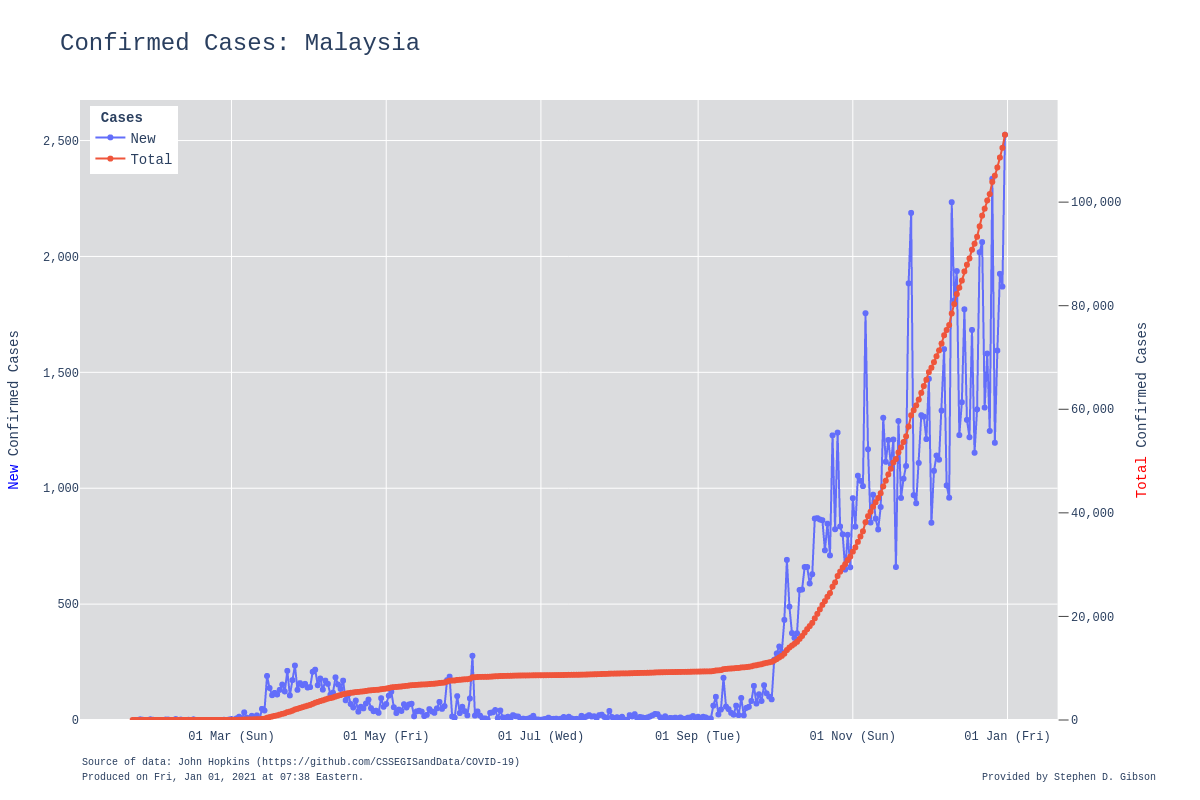 Confirmed Cases: Malaysia
Cases
New
Total
2,500
2,000
1,500
1,000
500
0
100,000
80,000
60,000
40,000
20,000
0
New Confirmed Cases
Total Confirmed Cases
01 Mar (Sun)
01 May (Fri)
01 Jul (Wed)
01 Sep (Tue)
01 Nov (Sun)
01 Jan (Fri)
Source of data: John Hopkins (https://github.com/CSSEGISandData/COVID-19)
Produced on Fri, Jan 01, 2021 at 07:38 Eastern.
Provided by Stephen D. Gibson